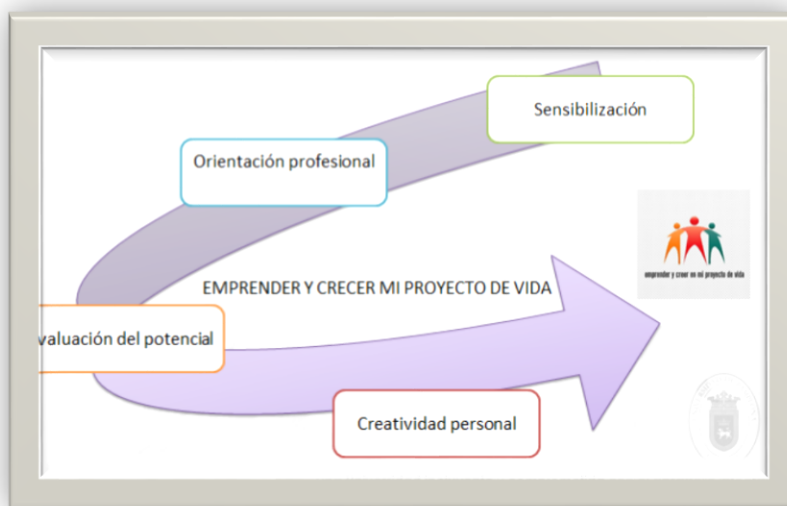 Sensibilización
Orientación profesional
EMPRENDER Y CRECER MI PROYECTO DE VIDA
emprender y crecer en mi proyecto de vida
valuación del potencial
Creatividad personal